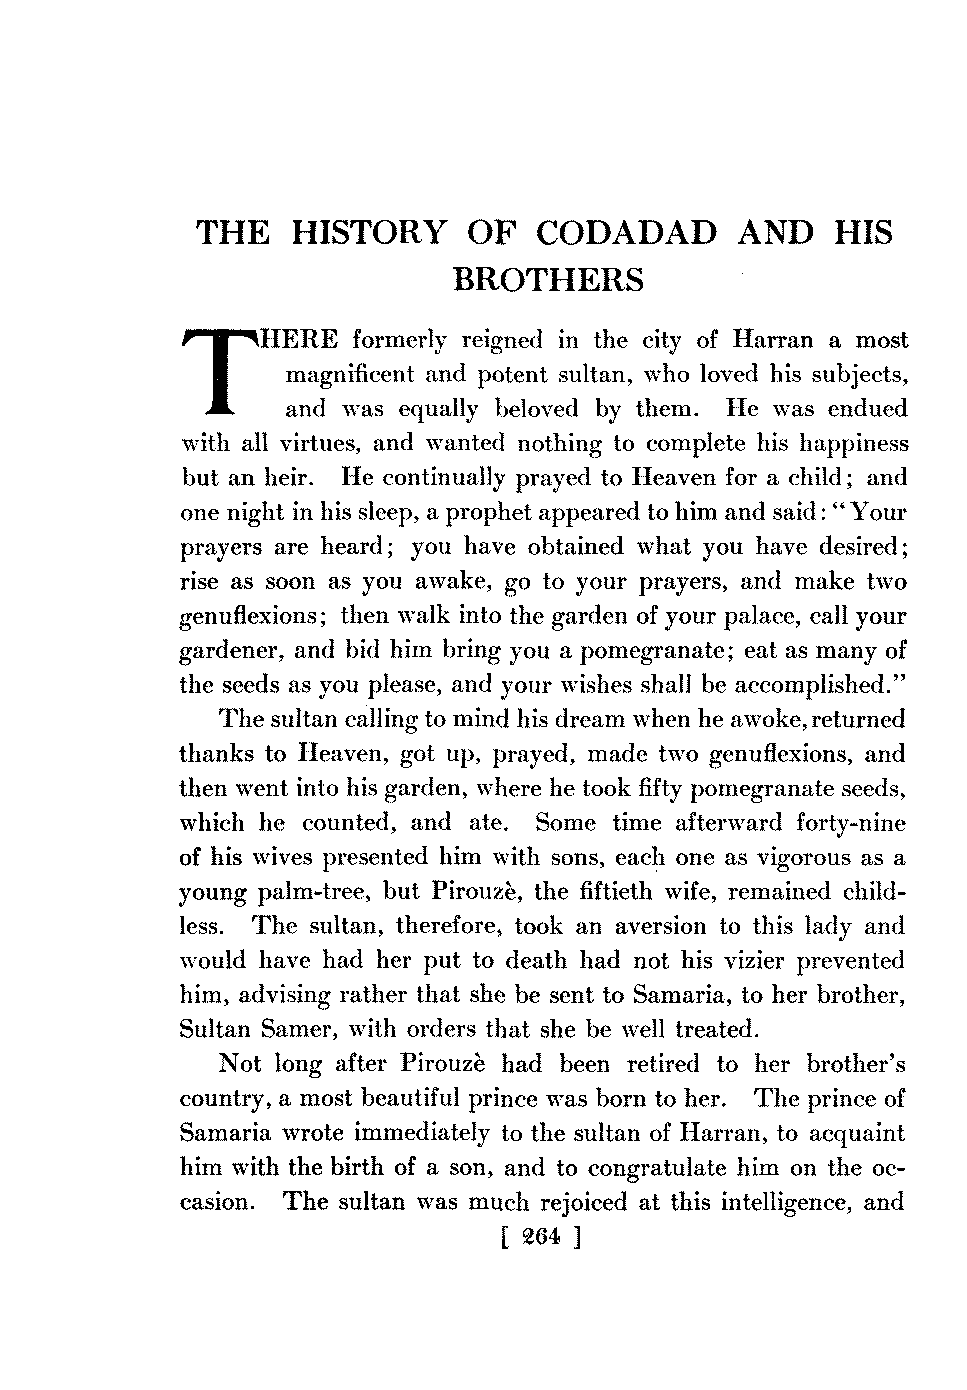 THE HISTORY OF CODADAD AND HIS
BROTHERS
THERE formerly reigned in the city of Harran a most
magnificent and potent sultan, who loved his subjects,
and was equally beloved by them. He was endued
with all virtues, and wanted nothing to complete his happiness
but an heir. He continually prayed to Heaven for a child; and
one night in his sleep, a prophet appeared to him and said: “Your
prayers are heard; you have obtained what you have desired;
rise as soon as you awake, go to your prayers, and make two
genuflexions; then walk into the garden of your palace, call your
gardener, and bid him bring you a pomegranate; eat as many of
the seeds as you please, and your wishes shall be accomplished.”
The sultan calling to mind his dream when he awoke, returned
thanks to Heaven, got up, prayed, made two genuflexions, and
then went into his garden, where he took fifty pomegranate seeds,
which he counted, and ate. Some time afterward forty-nine
of his wives presented him with sons, each one as vigorous as a
young palm-tree, but Pirouzè, the fiftieth wife, remained child-
less. The sultan, therefore, took an aversion to this lady and
would have had her put to death had not his vizier prevented
him, advising rather that she be sent to Samaria, to her brother,
Sultan Samer, with orders that she be well treated.
Not long after Pirouzè had been retired to her brother’s
country, a most beautiful prince was born to her. The prince of
Samaria wrote immediately to the sultan of Harran, to acquaint
him with the birth of a son, and to congratulate him on the oc-
casion. The sultan was much rejoiced at this intelligence, and
[ 264 ]